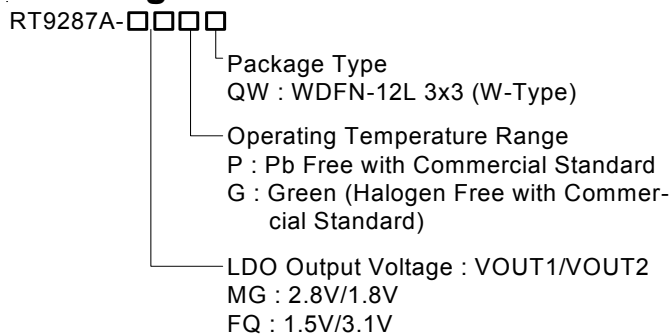 RT9287A-□□□□
Package Type
QW : WDFN-12L 3x3 (W-Type)
Operating Temperature Range
P : Pb Free with Commercial Standard
G : Green (Halogen Free with Commer-
cial Standard)
LDO Output Voltage : VOUT1/VOUT2
MG : 2.8V/1.8V
FQ : 1.5V/3.1V